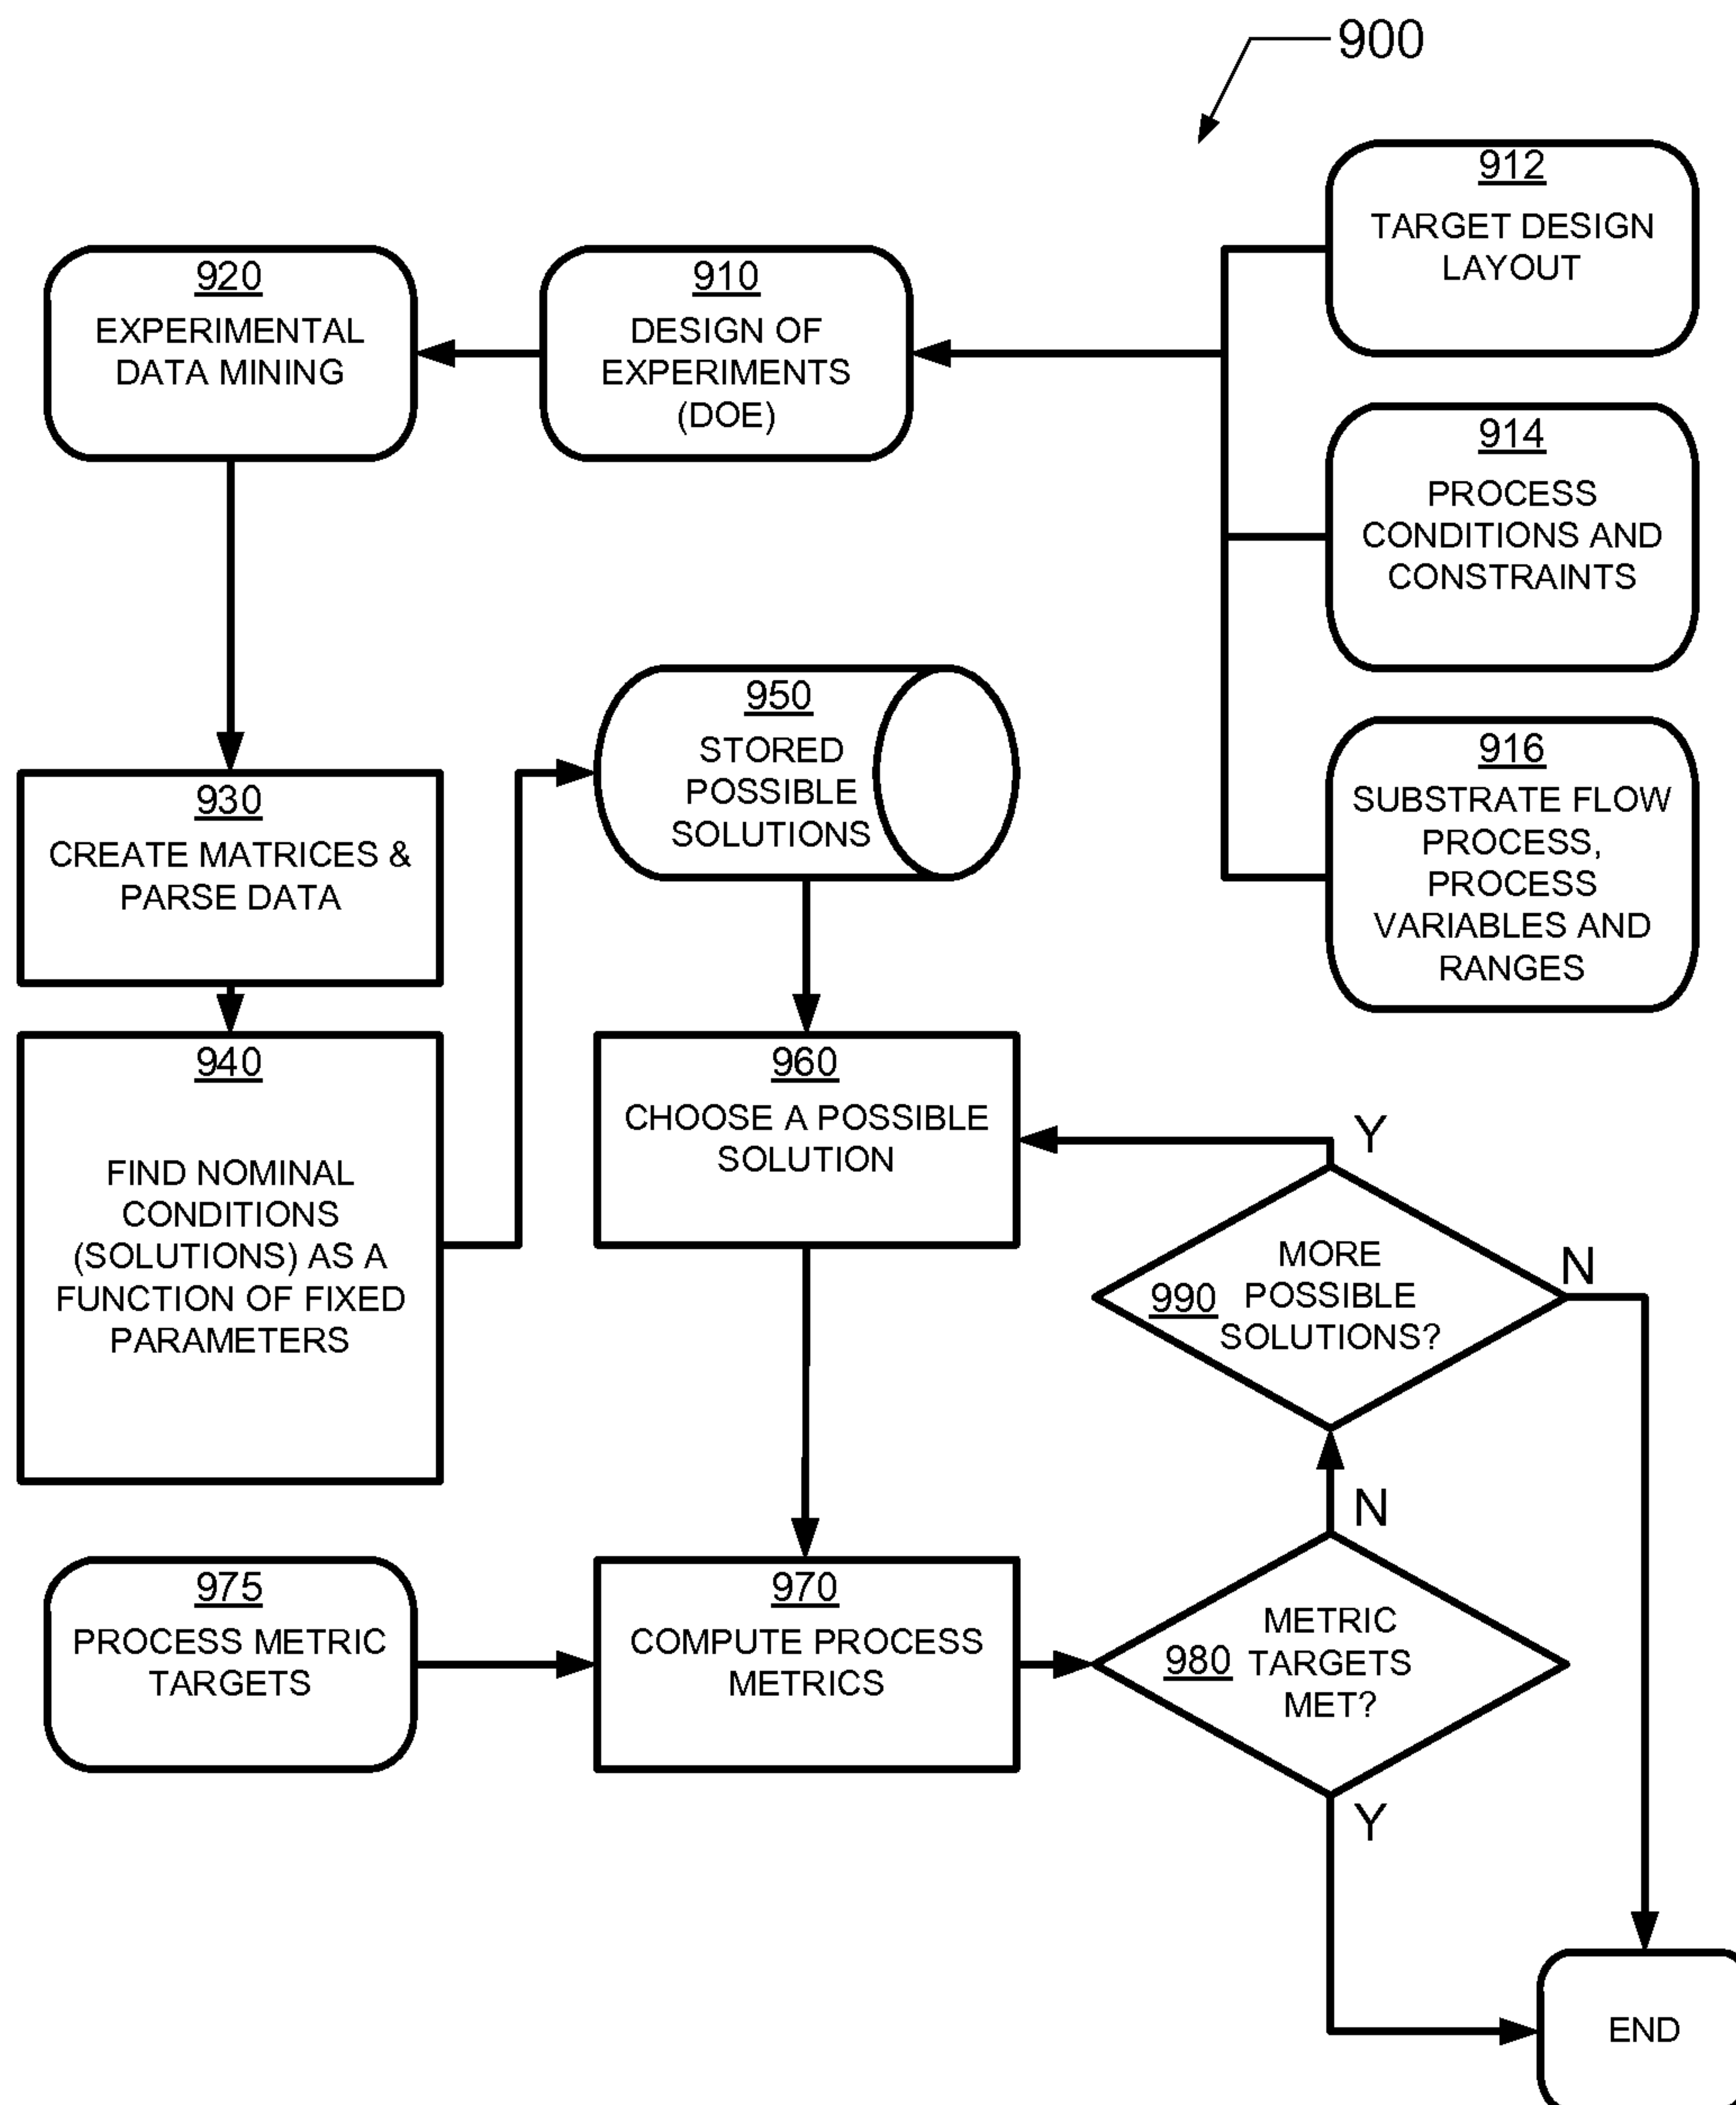 900
912
TARGET DESIGN
LAYOUT
920
EXPERIMENTAL
DATA MINING
910
DESIGN OF
EXPERIMENTS
(DOE)
914
PROCESS
CONDITIONS AND
CONSTRAINTS
916
SUBSTRATE FLOW
PROCESS,
PROCESS
VARIABLES AND
RANGES
930
CREATE MATRICES &
PARSE DATA
950
STORED
POSSIBLE
SOLUTIONS
940
FIND NOMINAL
CONDITIONS
(SOLUTIONS) AS A
FUNCTION OF FIXED
PARAMETERS
960
CHOOSE A POSSIBLE
SOLUTION
Y
990
MORE
POSSIBLE
SOLUTIONS?
N
N
975
PROCESS METRIC
TARGETS
970
COMPUTE PROCESS
METRICS
980
METRIC
TARGETS
MET?
Y
END